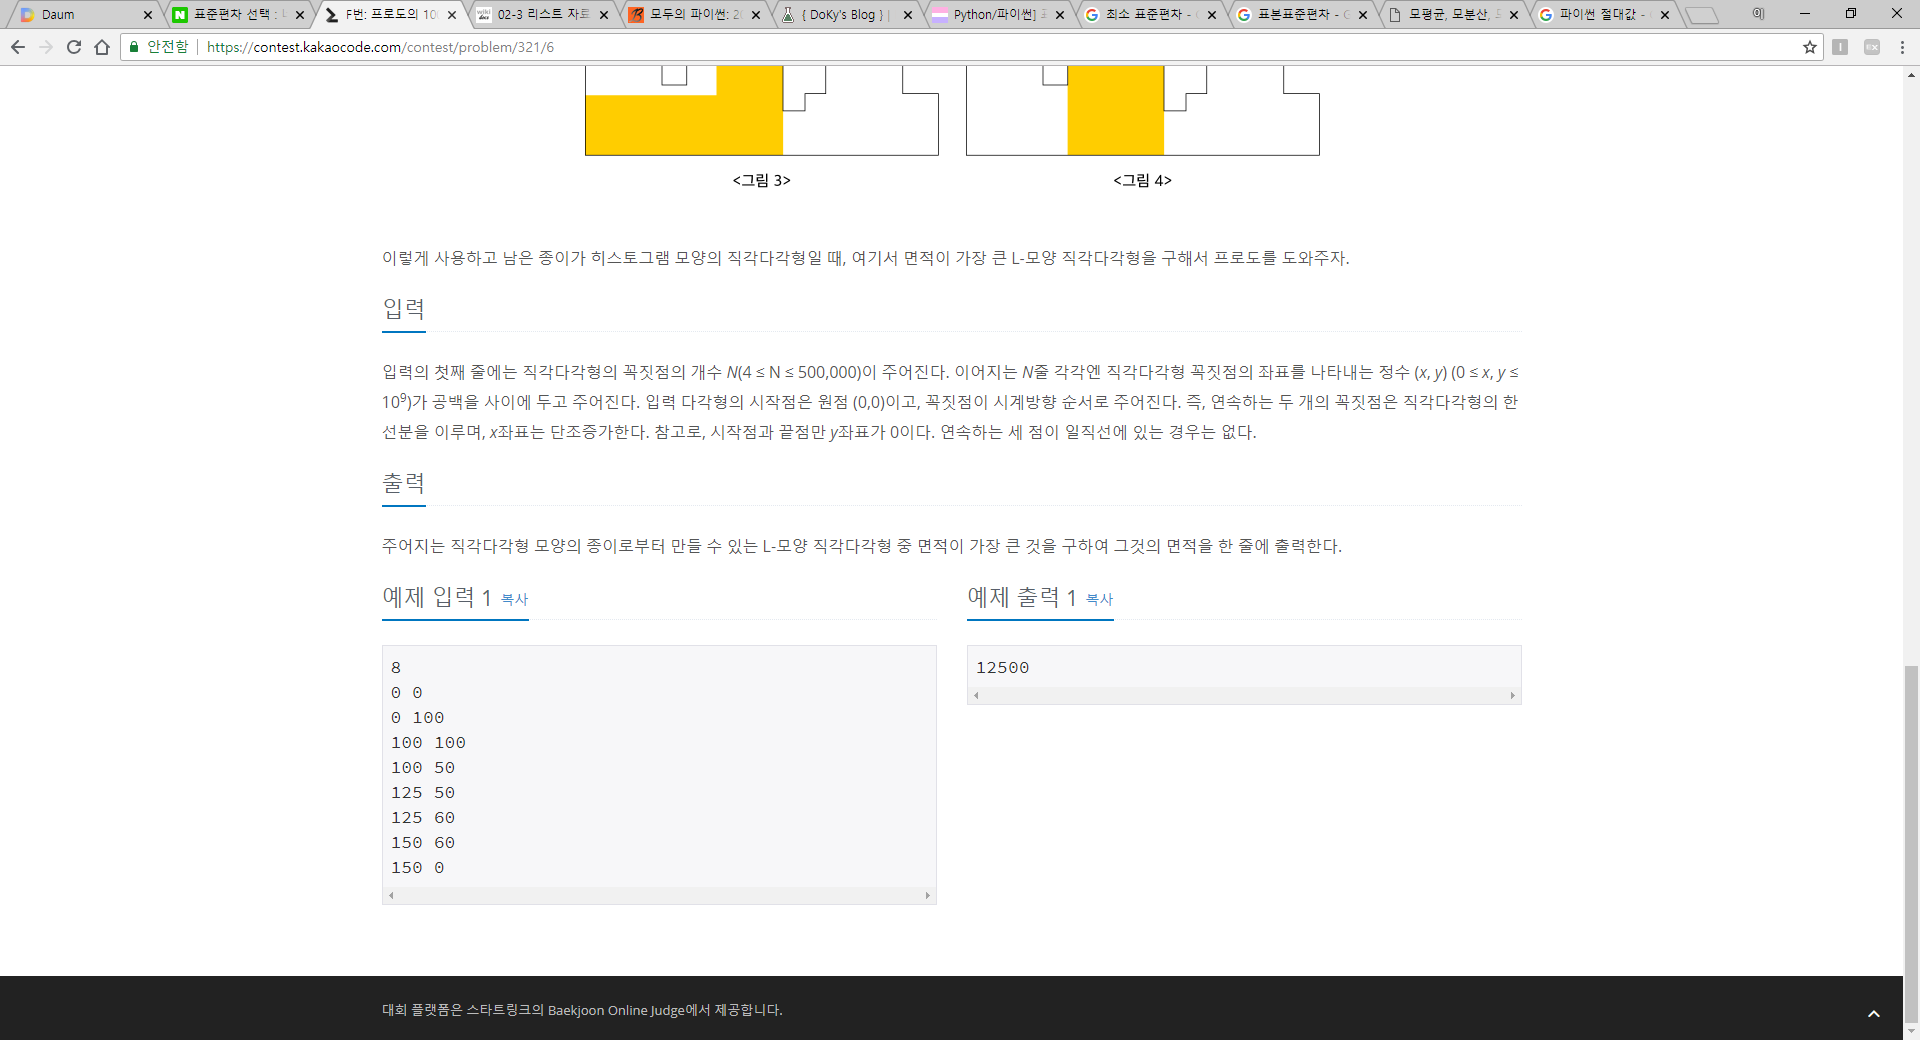 Daum
표준편차 선택 :
F번: 프로도의 10
02-3 리스트 자료
모두의 파이썬: 2
{ DoKy's Blog } |
Python/파이썬]
최소 표준편차 -
표본표준편차 -
모평균, 모분산,
파이썬 절대값 -
안전함 | https://contest.kakaocode.com/contest/problem/321/6
<그림 3>
<그림 4>
이렇게 사용하고 남은 종이가 히스토그램 모양의 직각다각형일 때, 여기서 면적이 가장 큰 L-모양 직각다각형을 구해서 프로도를 도와주자.
입력
입력의 첫째 줄에는 직각다각형의 꼭짓점의 개수 N(4 ≤ N ≤ 500,000)이 주어진다. 이어지는 N줄 각각엔 직각다각형 꼭짓점의 좌표를 나타내는 정수 (x, y) (0 ≤ x, y ≤
10⁹)가 공백을 사이에 두고 주어진다. 입력 다각형의 시작점은 원점 (0,0)이고, 꼭짓점이 시계방향 순서로 주어진다. 즉, 연속하는 두 개의 꼭짓점은 직각다각형의 한
선분을 이루며, x좌표는 단조증가한다. 참고로, 시작점과 끝점만 y좌표가 0이다. 연속하는 세 점이 일직선에 있는 경우는 없다.
출력
주어지는 직각다각형 모양의 종이로부터 만들 수 있는 L-모양 직각다각형 중 면적이 가장 큰 것을 구하여 그것의 면적을 한 줄에 출력한다.
예제 입력 1 복사
8
0 0
0 100
100 100
100 50
125 50
125 60
150 60
150 0
예제 출력 1 복사
12500
대회 플랫폼은 스타트링크의 Baekjoon Online Judge에서 제공합니다.